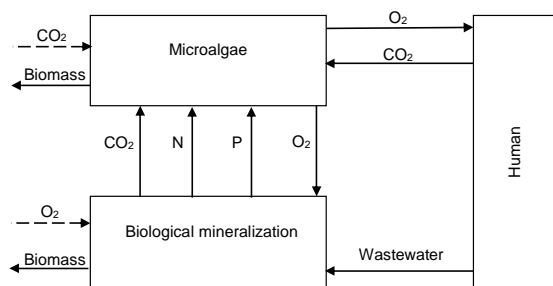 O₂
CO₂
Microalgae
CO₂
Biomass
CO₂
N
P
O₂
Human
O₂
Biological mineralization
Biomass
Wastewater